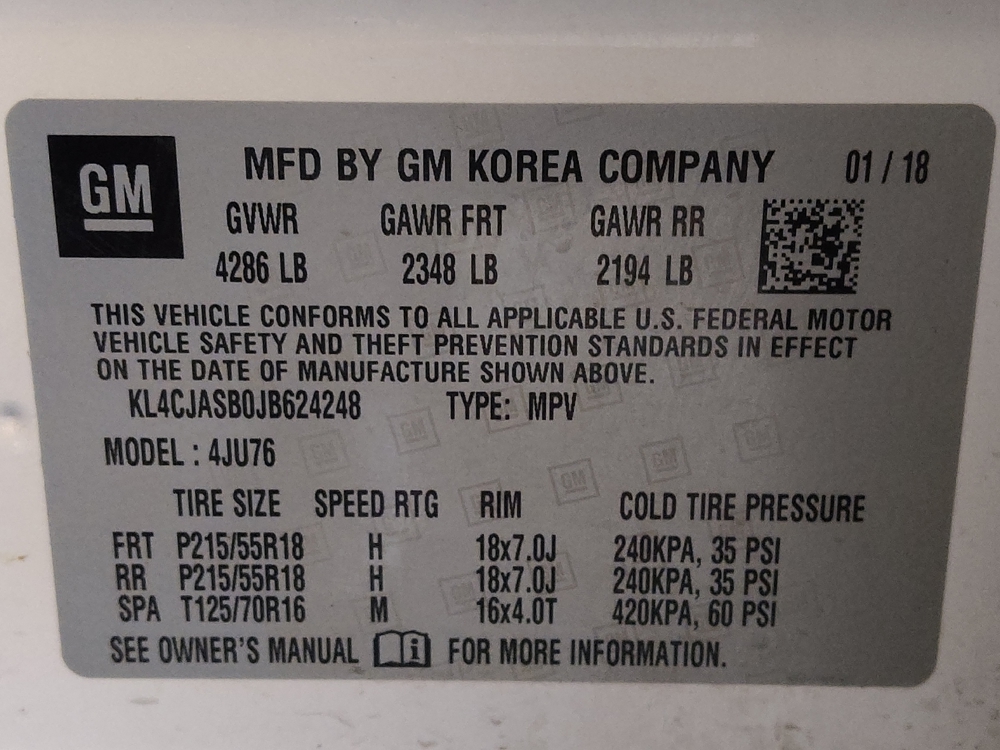 GM
MFD BY GM KOREA COMPANY 01 / 18
GVWR GAWR FRT GAWR RR
4286 LB 2348 LB 2194 LB
THIS VEHICLE CONFORMS TO ALL APPLICABLE U.S. FEDERAL MOTOR
VEHICLE SAFETY AND THEFT PREVENTION STANDARDS IN EFFECT
ON THE DATE OF MANUFACTURE SHOWN ABOVE.
KL4CJASB0JB624248 TYPE: MPV
MODEL : 4JU76
TIRE SIZE SPEED RTG RIM COLD TIRE PRESSURE
FRT P215/55R18 H 18x7.0J 240KPA, 35 PSI
RR P215/55R18 H 18x7.0J 240KPA, 35 PSI
SPA T125/70R16 M 16x4.0T 420KPA, 60 PSI
SEE OWNER'S MANUAL i FOR MORE INFORMATION.